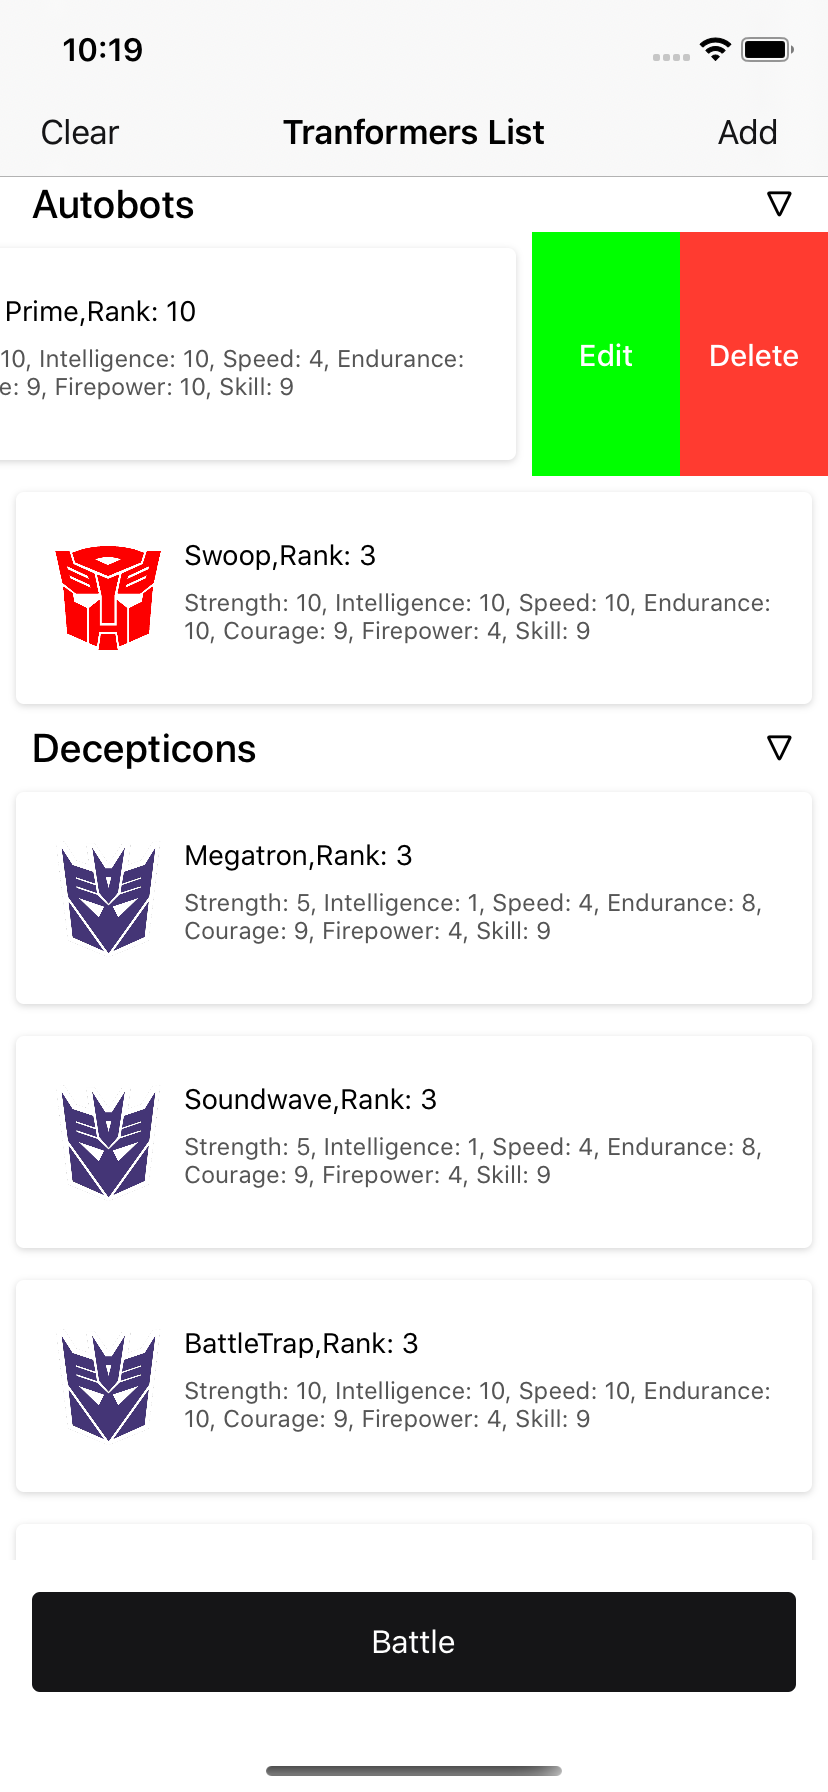 10:19
Clear
Tranformers List
Add
Autobots
Prime,Rank: 10
10, Intelligence: 10, Speed: 4, Endurance:
e: 9, Firepower: 10, Skill: 9
Edit
Delete
Swoop,Rank: 3
Strength: 10, Intelligence: 10, Speed: 10, Endurance:
10, Courage: 9, Firepower: 4, Skill: 9
Decepticons
Megatron,Rank: 3
Strength: 5, Intelligence: 1, Speed: 4, Endurance: 8,
Courage: 9, Firepower: 4, Skill: 9
Soundwave,Rank: 3
Strength: 5, Intelligence: 1, Speed: 4, Endurance: 8,
Courage: 9, Firepower: 4, Skill: 9
BattleTrap,Rank: 3
Strength: 10, Intelligence: 10, Speed: 10, Endurance:
10, Courage: 9, Firepower: 4, Skill: 9
Battle